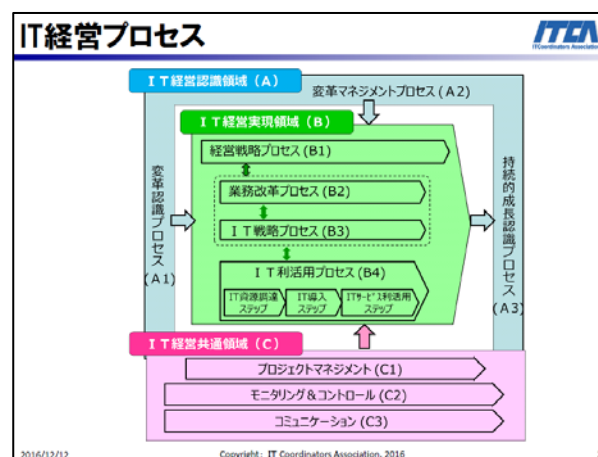 IT経営プロセス
ITCA
ITCoordinators Association
ＩＴ経営認識領域（A）
変革マネジメントプロセス（A2）
ＩＴ経営実現領域（B）
経営戦略プロセス（B1）
変革認識プロセス（A1）
業務改革プロセス（B2）
ＩＴ戦略プロセス（B3）
持続的成長認識プロセス（A3）
ＩＴ利活用プロセス（B4）
IT資源調達ステップ
IT導入ステップ
ITサービス利活用ステップ
ＩＴ経営共通領域（C）
プロジェクトマネジメント（C1）
モニタリング＆コントロール（C2）
コミュニケーション（C3）
2016/12/12
Copyright: IT Coordinators Association, 2016